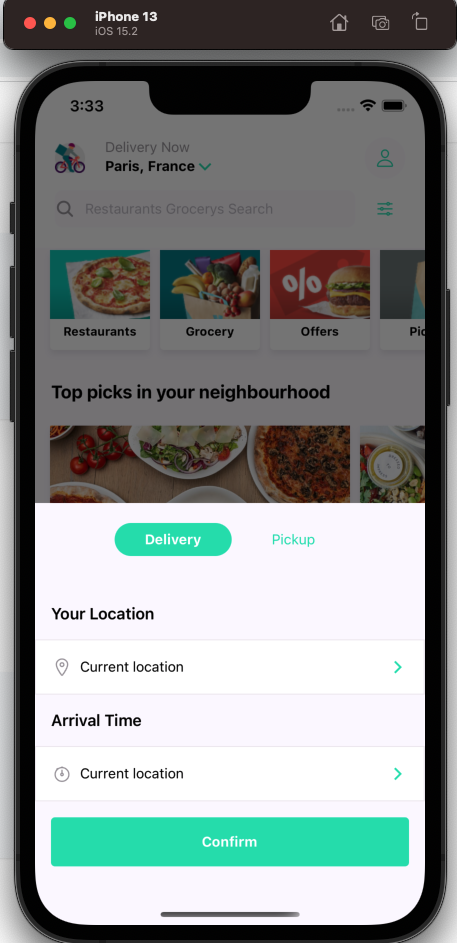 iPhone 13
iOS 15.2
3:33
Delivery Now
Paris, France
Restaurants Grocerys Search
%
Restaurants
Grocery
Offers
Pic
Top picks in your neighbourhood
Delivery
Pickup
Your Location
Current location
Arrival Time
Current location
Confirm